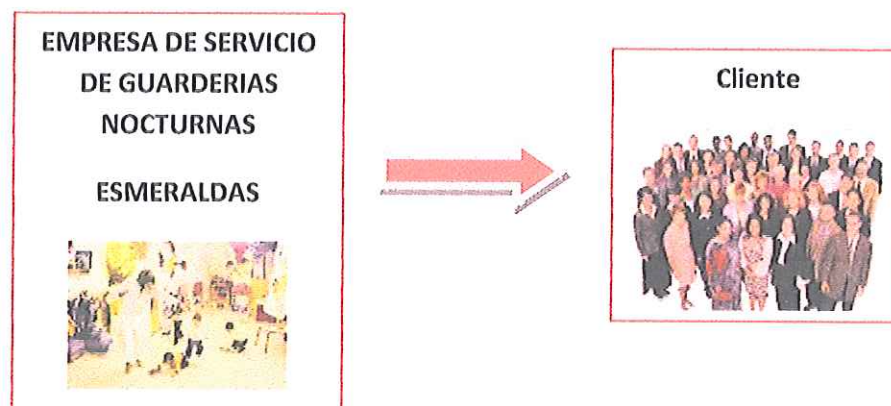 EMPRESA DE SERVICIO
DE GUARDERIAS
NOCTURNAS
ESMERALDAS
Cliente